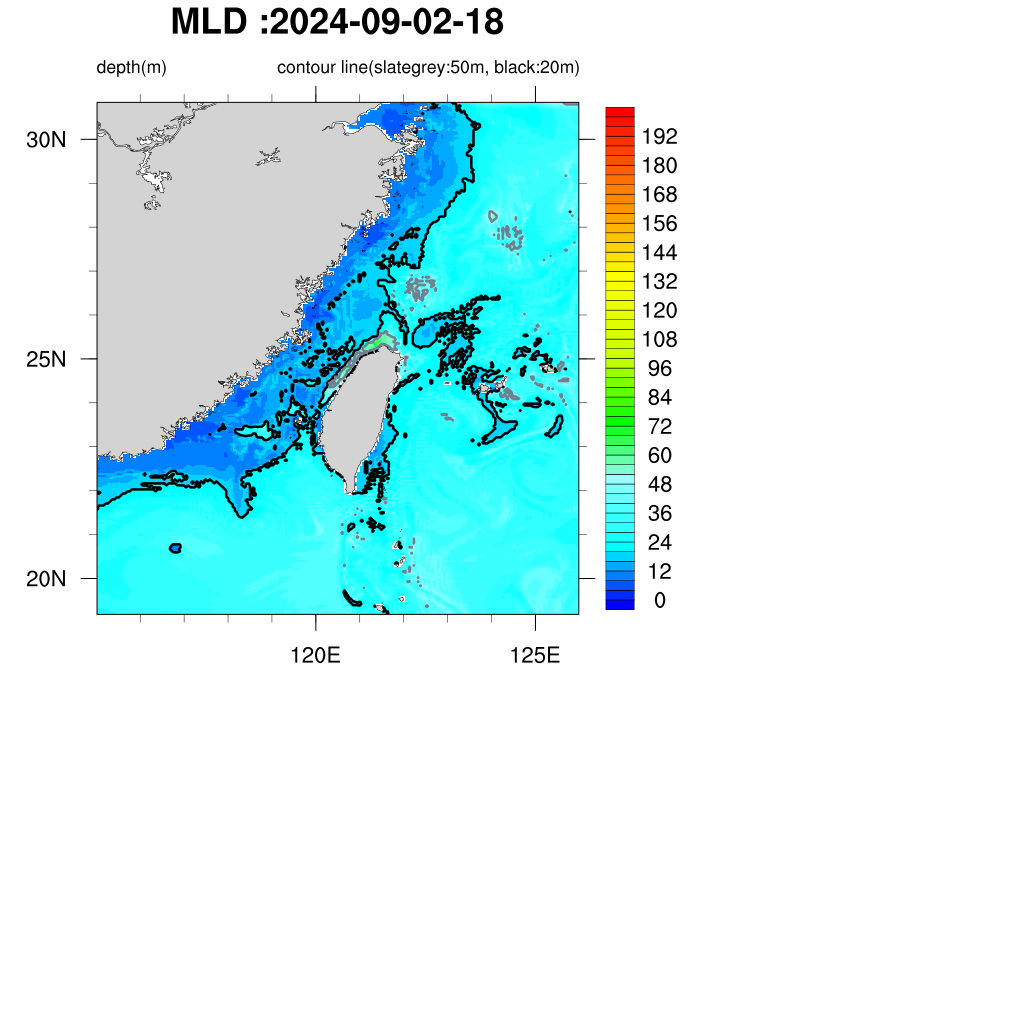 MLD :2024-09-02-18
depth(m)
contour line(slategrey:50m, black:20m)
30N
25N
20N
120E
125E
192
180
168
156
144
132
120
108
96
84
72
60
48
36
24
12
0